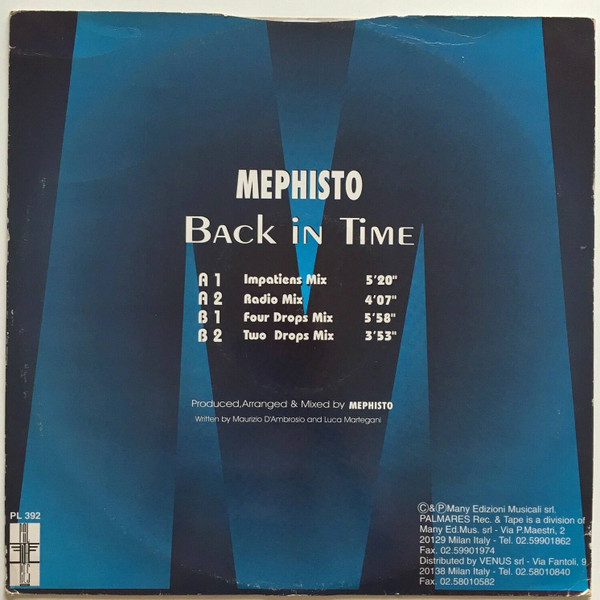 MEPHISTO
BACK IN TIME
A 1 Impatiens Mix 5'20"
A 2 Radio Mix 4'07"
B 1 Four Drops Mix 5'58"
B 2 Two Drops Mix 3'53"
Produced,Arranged & Mixed by MEPHISTO
Written by Maurizio D'Ambrosio and Luca Martegani
PL 392
©&℗Many Edizioni Musicali srl.
PALMARES Rec. & Tape is a division of
Many Ed.Mus. srl - Via P.Maestri, 2
20129 Milan Italy - Tel. 02.59901862
Fax. 02.59901974
Distributed by VENUS srl - Via Fantoli, 9,
20138 Milan Italy - Tel. 02.58010840
Fax. 02.58010582